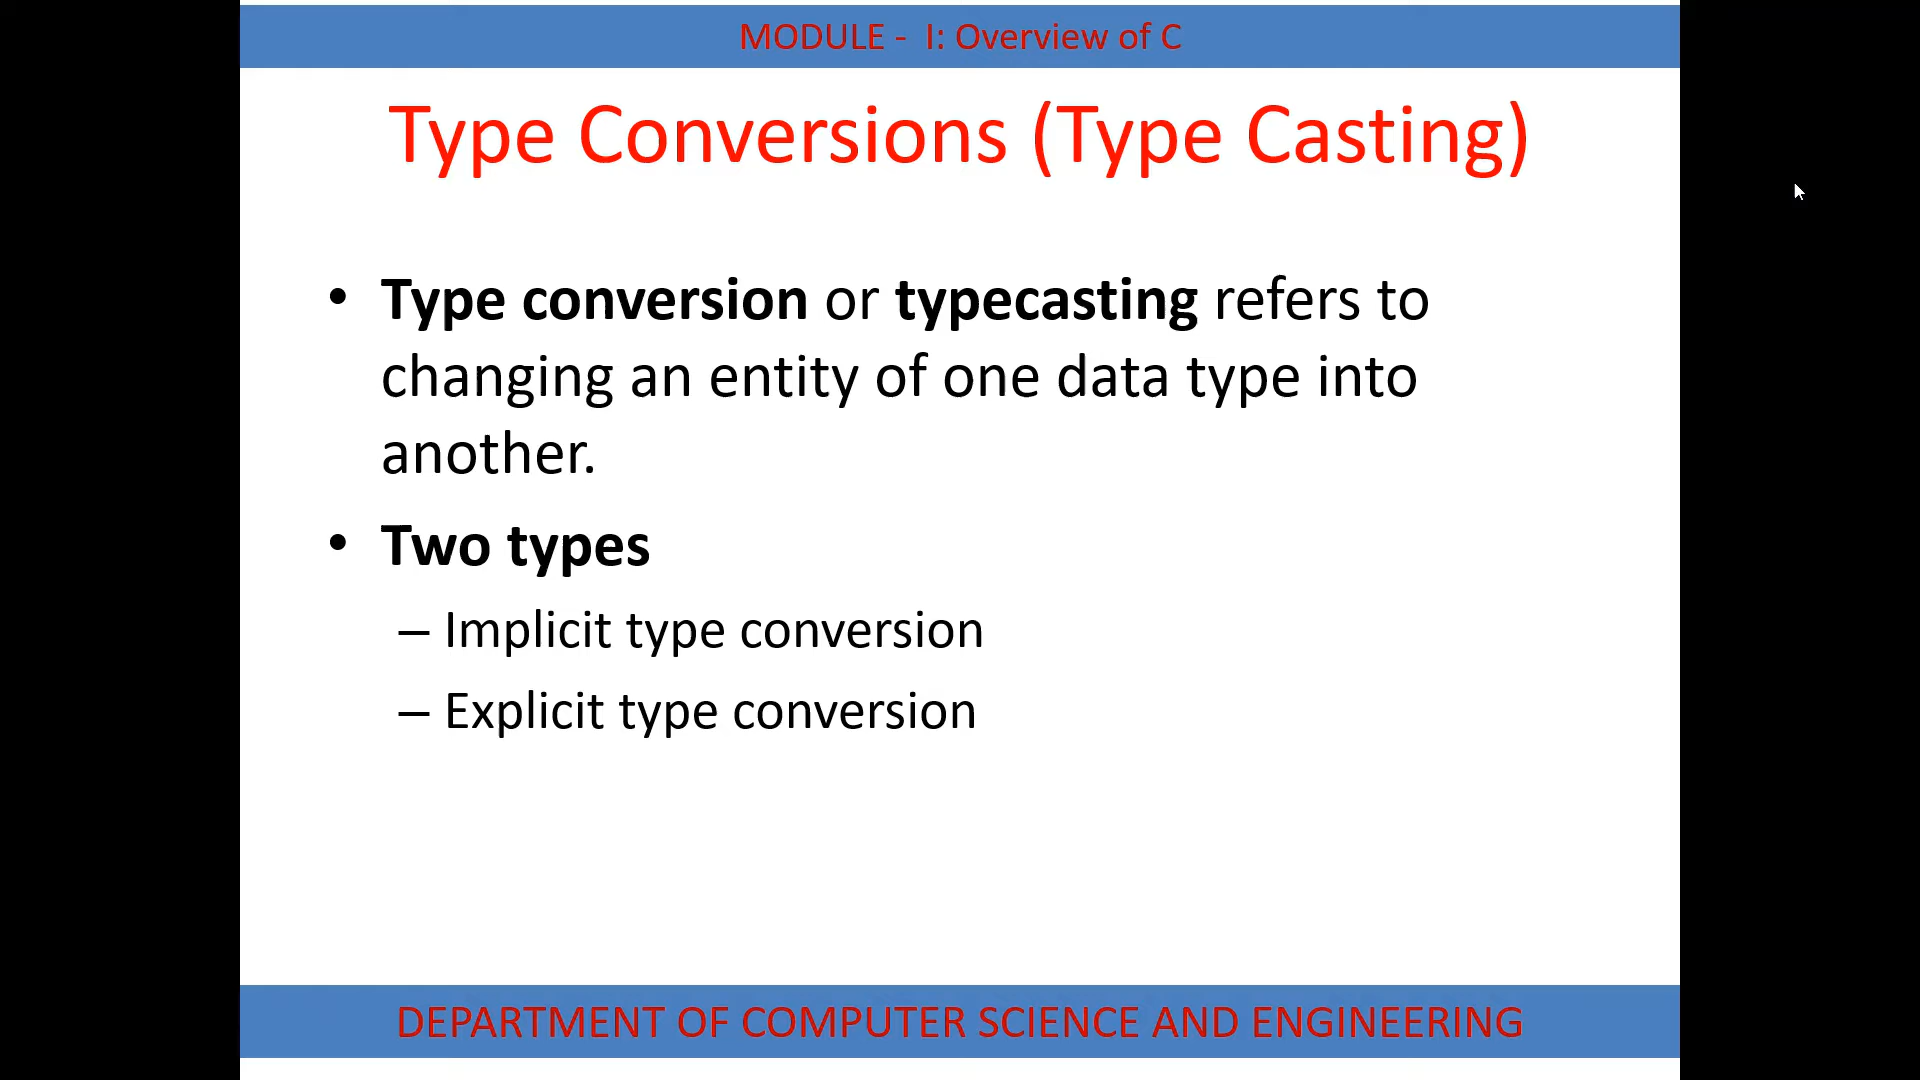 MODULE - I: Overview of C
Type Conversions (Type Casting)
• Type conversion or typecasting refers to
changing an entity of one data type into
another.
• Two types
– Implicit type conversion
– Explicit type conversion
DEPARTMENT OF COMPUTER SCIENCE AND ENGINEERING